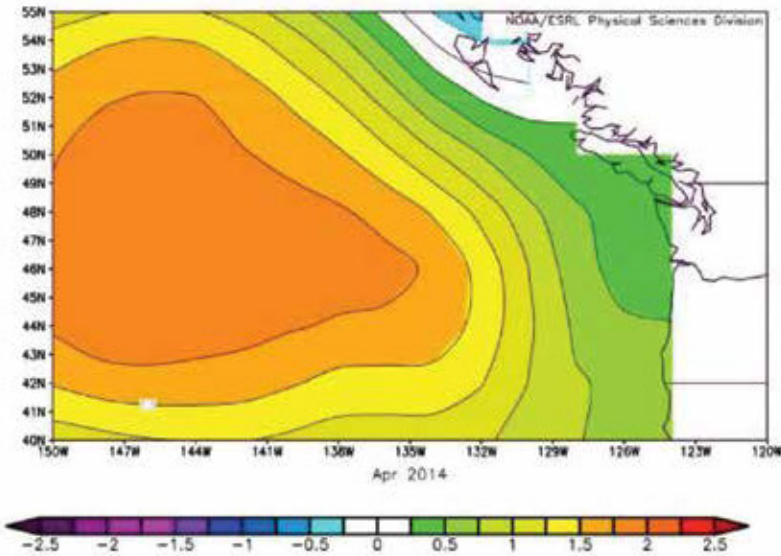 55N
NOAA/ESRL Physical Sciences Division
54N
53N
52N
51N
50N
49N
48N
47N
46N
45N
44N
43N
42N
41N
40N
150W 147W 144W 141W 138W 135W 132W 129W 126W 123W 120W
Apr 2014
-2.5 -2 -1.5 -1 -0.5 0 0.5 1 1.5 2 2.5